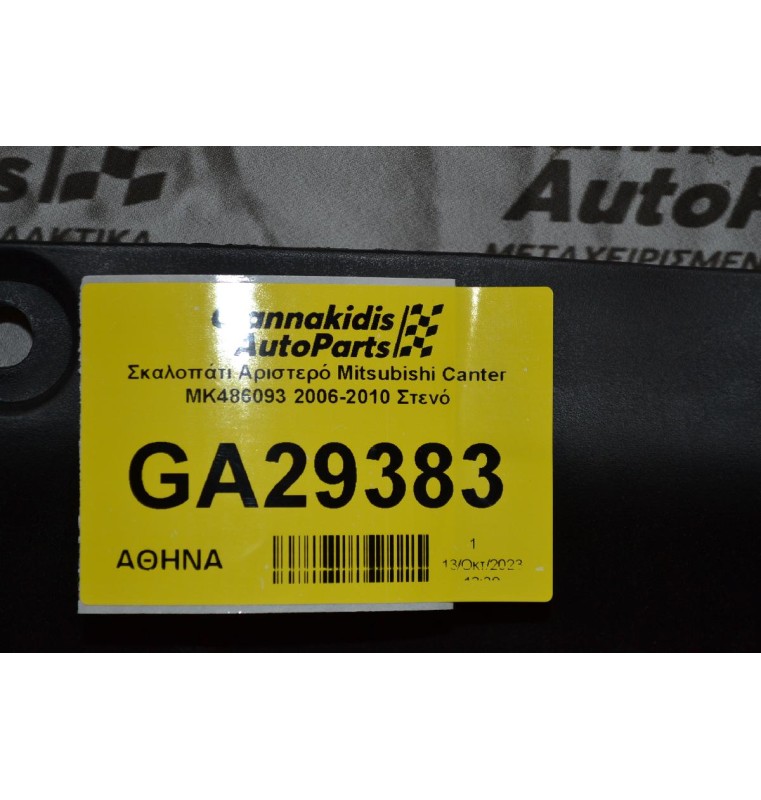 AutoP
ΜΕΤΑΧΕΙΡΙΣΜΕΝ
Giannakidis
AutoParts
Σκαλοπάτι Αριστερό Mitsubishi Canter
MK486093 2006-2010 Στενό
GA29383
ΑΘΗΝΑ
1
13/Οκτ/2023